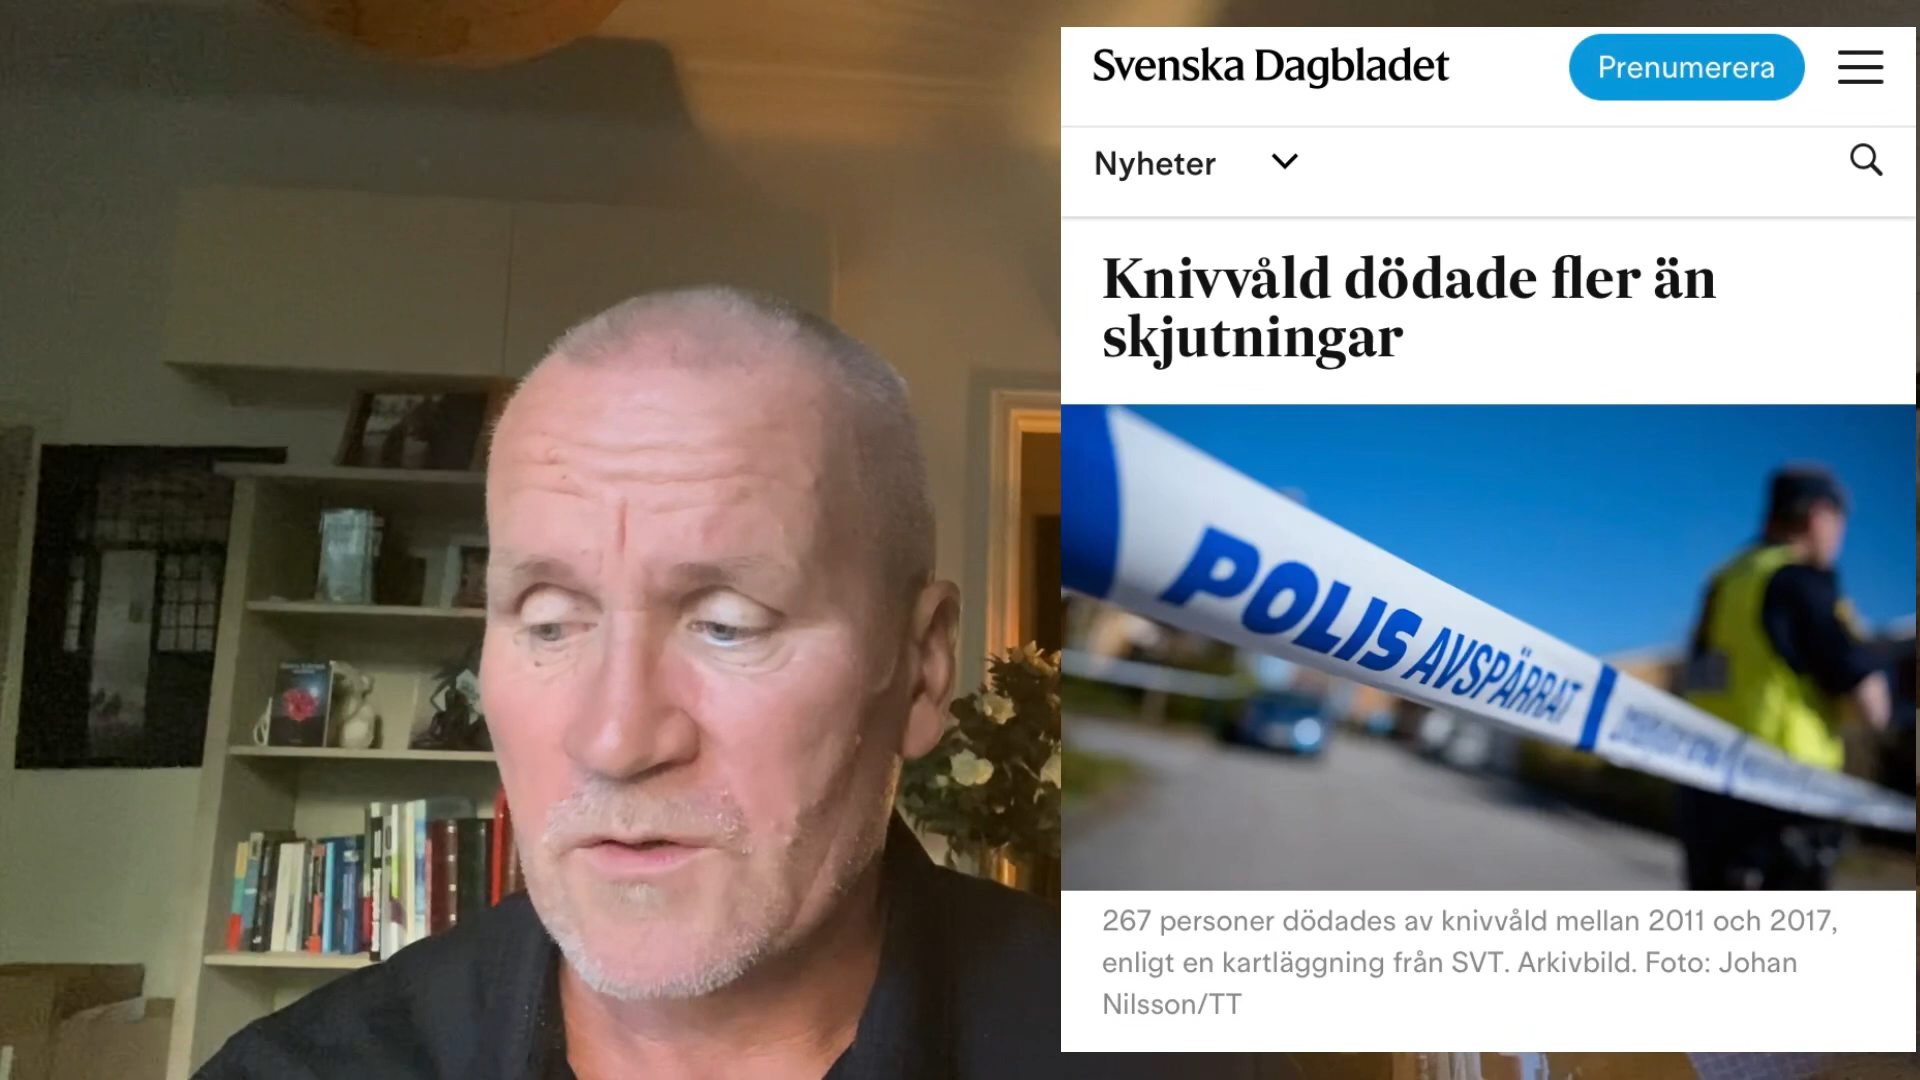 Svenska Dagbladet
Prenumerera
Nyheter
Knivvåld dödade fler än
skjutningar
POLIS AVSPÄRRAT
267 personer dödades av knivvåld mellan 2011 och 2017,
enligt en kartläggning från SVT. Arkivbild. Foto: Johan
Nilsson/TT